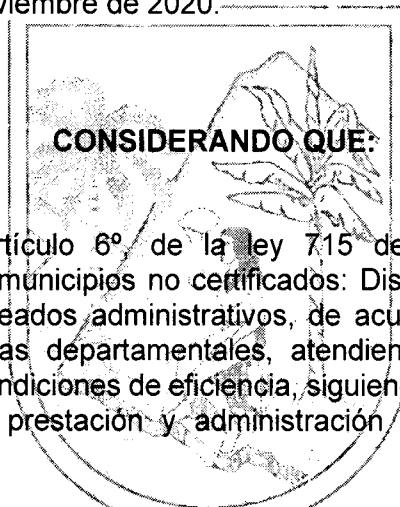 viembre de 2020.
CONSIDERANDO QUE:
rtículo 6º, de la ley 715 de
municipios no certificados: Dis
eados administrativos, de acu
as departamentales, atendien
ndiciones de eficiencia, siguien
prestación y administración